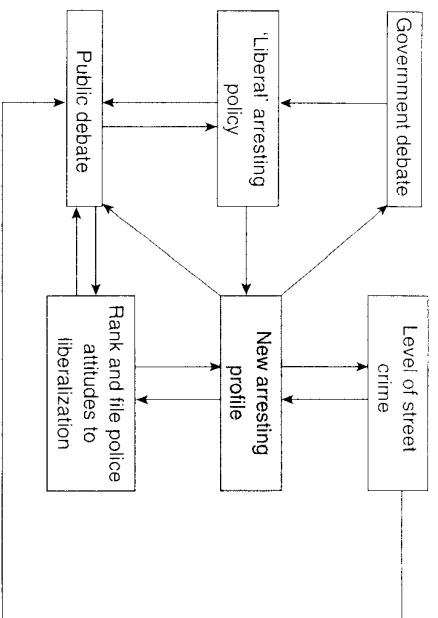 Government debate
Level of street
crime
'Liberal' arresting
policy
New arresting
profile
Public debate
Rank and file police
attitudes to
liberalization